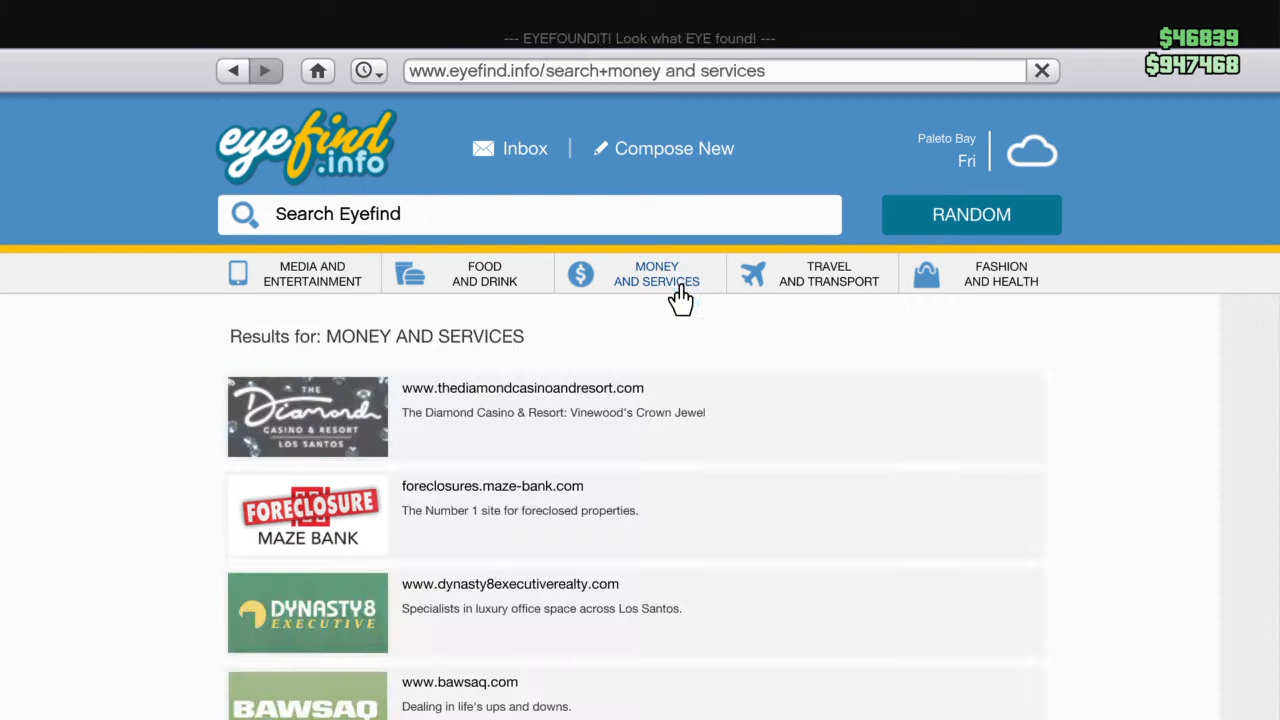 --- EYEFOUNDIT! Look what EYE found! ---
$46839
$947468
www.eyefind.info/search+money and services
eyefind
.info
Inbox
Compose New
Paleto Bay
Fri
Search Eyefind
RANDOM
MEDIA AND
ENTERTAINMENT
FOOD
AND DRINK
MONEY
AND SERVICES
TRAVEL
AND TRANSPORT
FASHION
AND HEALTH
Results for: MONEY AND SERVICES
THE
Diamond
CASINO & RESORT
LOS SANTOS
www.thediamondcasinoandresort.com
The Diamond Casino & Resort: Vinewood's Crown Jewel
FORECLOSURE
MAZE BANK
foreclosures.maze-bank.com
The Number 1 site for foreclosed properties.
DYNASTY8
EXECUTIVE
www.dynasty8executiverealty.com
Specialists in luxury office space across Los Santos.
BAWSAQ
www.bawsaq.com
Dealing in life's ups and downs.